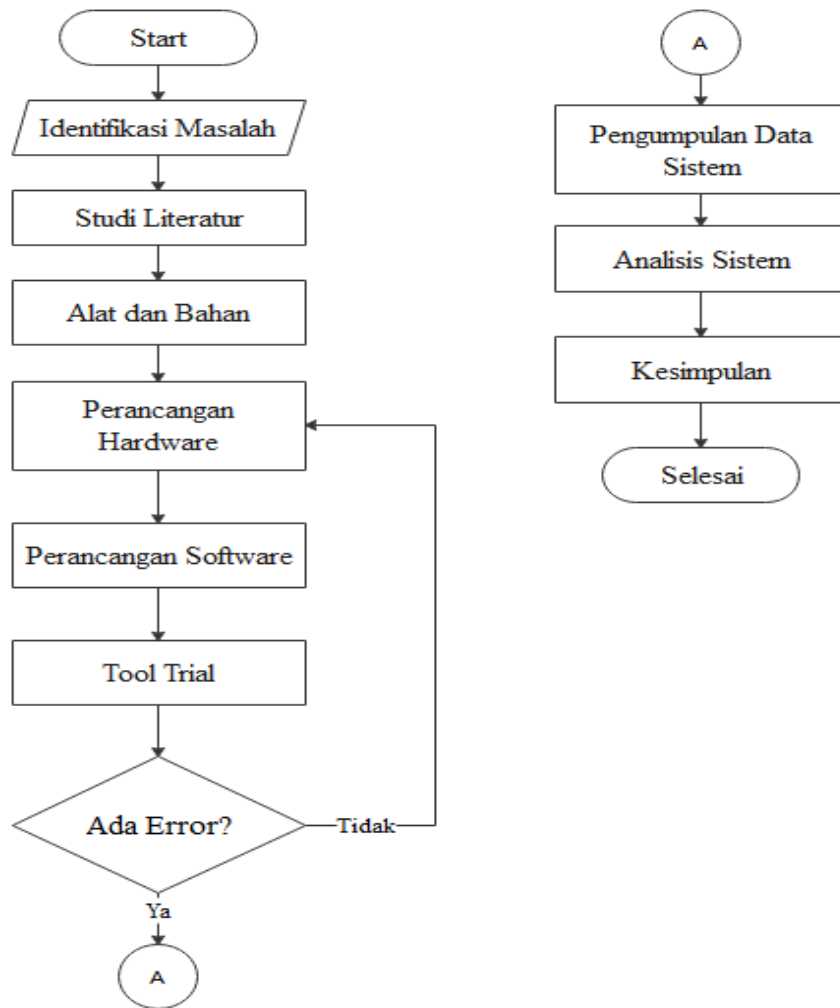 Start
Identifikasi Masalah
Studi Literatur
Alat dan Bahan
Perancangan
Hardware
Perancangan Software
Tool Trial
Ada Error?
Tidak
Ya
A
A
Pengumpulan Data
Sistem
Analisis Sistem
Kesimpulan
Selesai